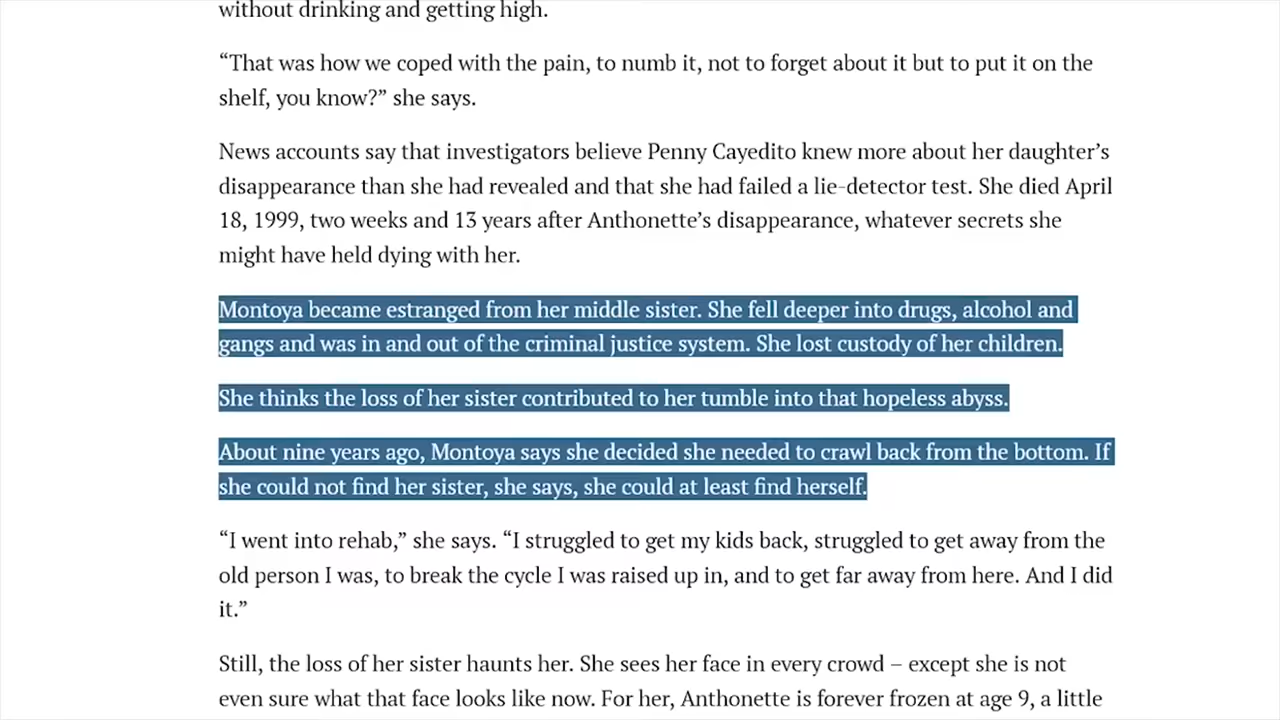 without drinking and getting high.
“That was how we coped with the pain, to numb it, not to forget about it but to put it on the
shelf, you know?” she says.
News accounts say that investigators believe Penny Cayedito knew more about her daughter’s
disappearance than she had revealed and that she had failed a lie-detector test. She died April
18, 1999, two weeks and 13 years after Anthonette’s disappearance, whatever secrets she
might have held dying with her.
Montoya became estranged from her middle sister. She fell deeper into drugs, alcohol and
gangs and was in and out of the criminal justice system. She lost custody of her children.
She thinks the loss of her sister contributed to her tumble into that hopeless abyss.
About nine years ago, Montoya says she decided she needed to crawl back from the bottom. If
she could not find her sister, she says, she could at least find herself.
“I went into rehab,” she says. “I struggled to get my kids back, struggled to get away from the
old person I was, to break the cycle I was raised up in, and to get far away from here. And I did
it.”
Still, the loss of her sister haunts her. She sees her face in every crowd – except she is not
even sure what that face looks like now. For her, Anthonette is forever frozen at age 9, a little